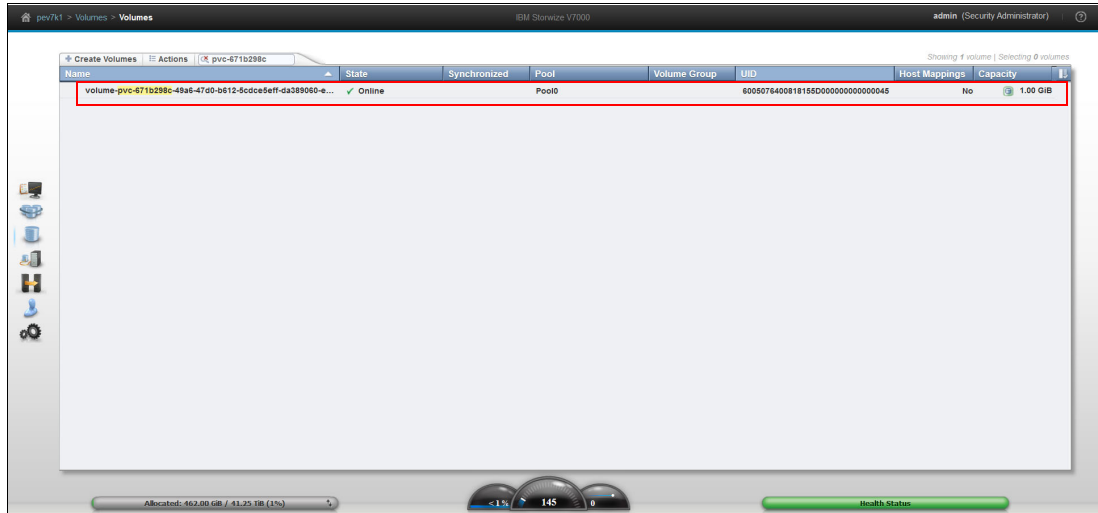 pev7k1 > Volumes > Volumes
IBM Storwize V7000
admin (Security Administrator)
?
Create Volumes
Actions
pvc-671b298c
Showing 1 volume | Selecting 0 volumes
Name State Synchronized Pool Volume Group UID Host Mappings Capacity
volume-pvc-671b298c-49a6-47d0-b612-5cdce5eff-da389060-e... Online Pool0 6005076400818155D000000000000045 No 1.00 GiB
Allocated: 462.00 GiB / 41.25 TiB (1%)
<1% 145 0
Health Status